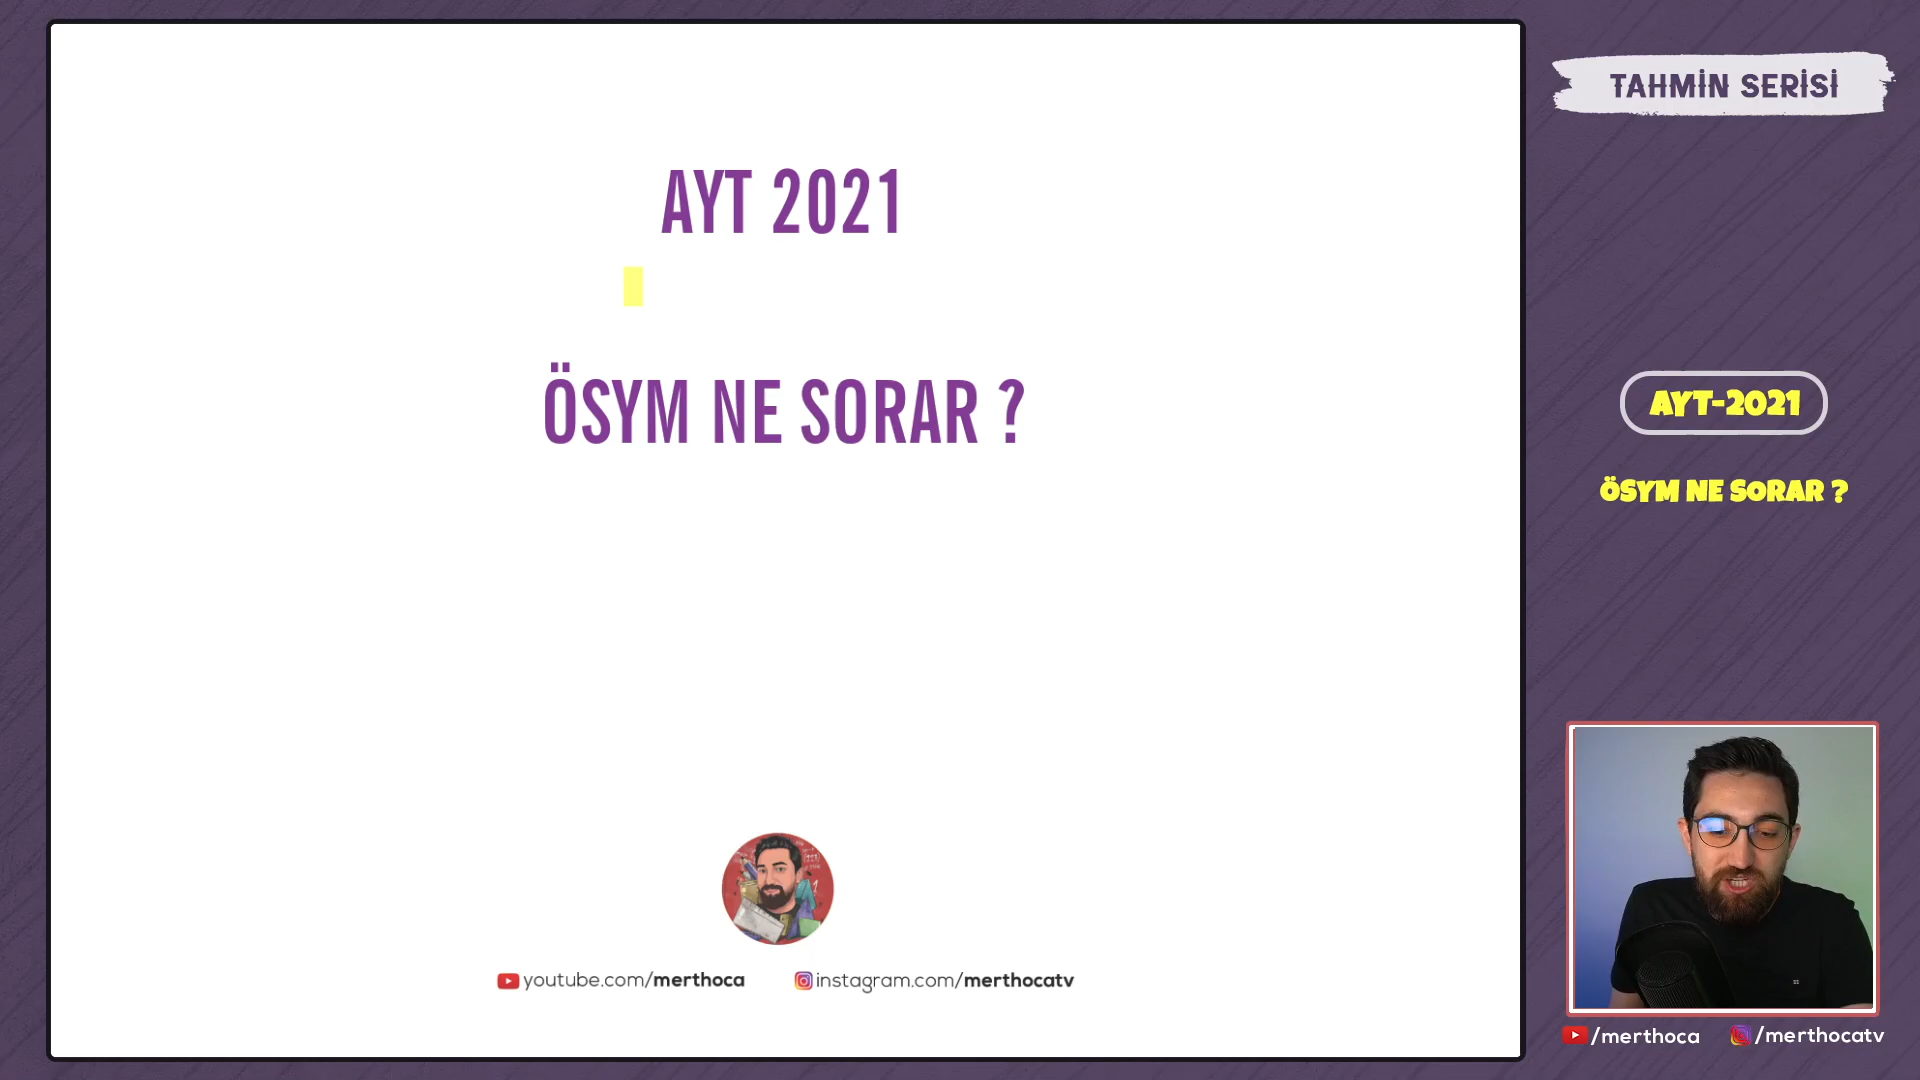 AYT 2021
ÖSYM NE SORAR ?
youtube.com/merthoca
instagram.com/merthocatv
TAHMİN SERİSİ
AYT-2021
ÖSYM NE SORAR ?
/merthoca
/merthocatv